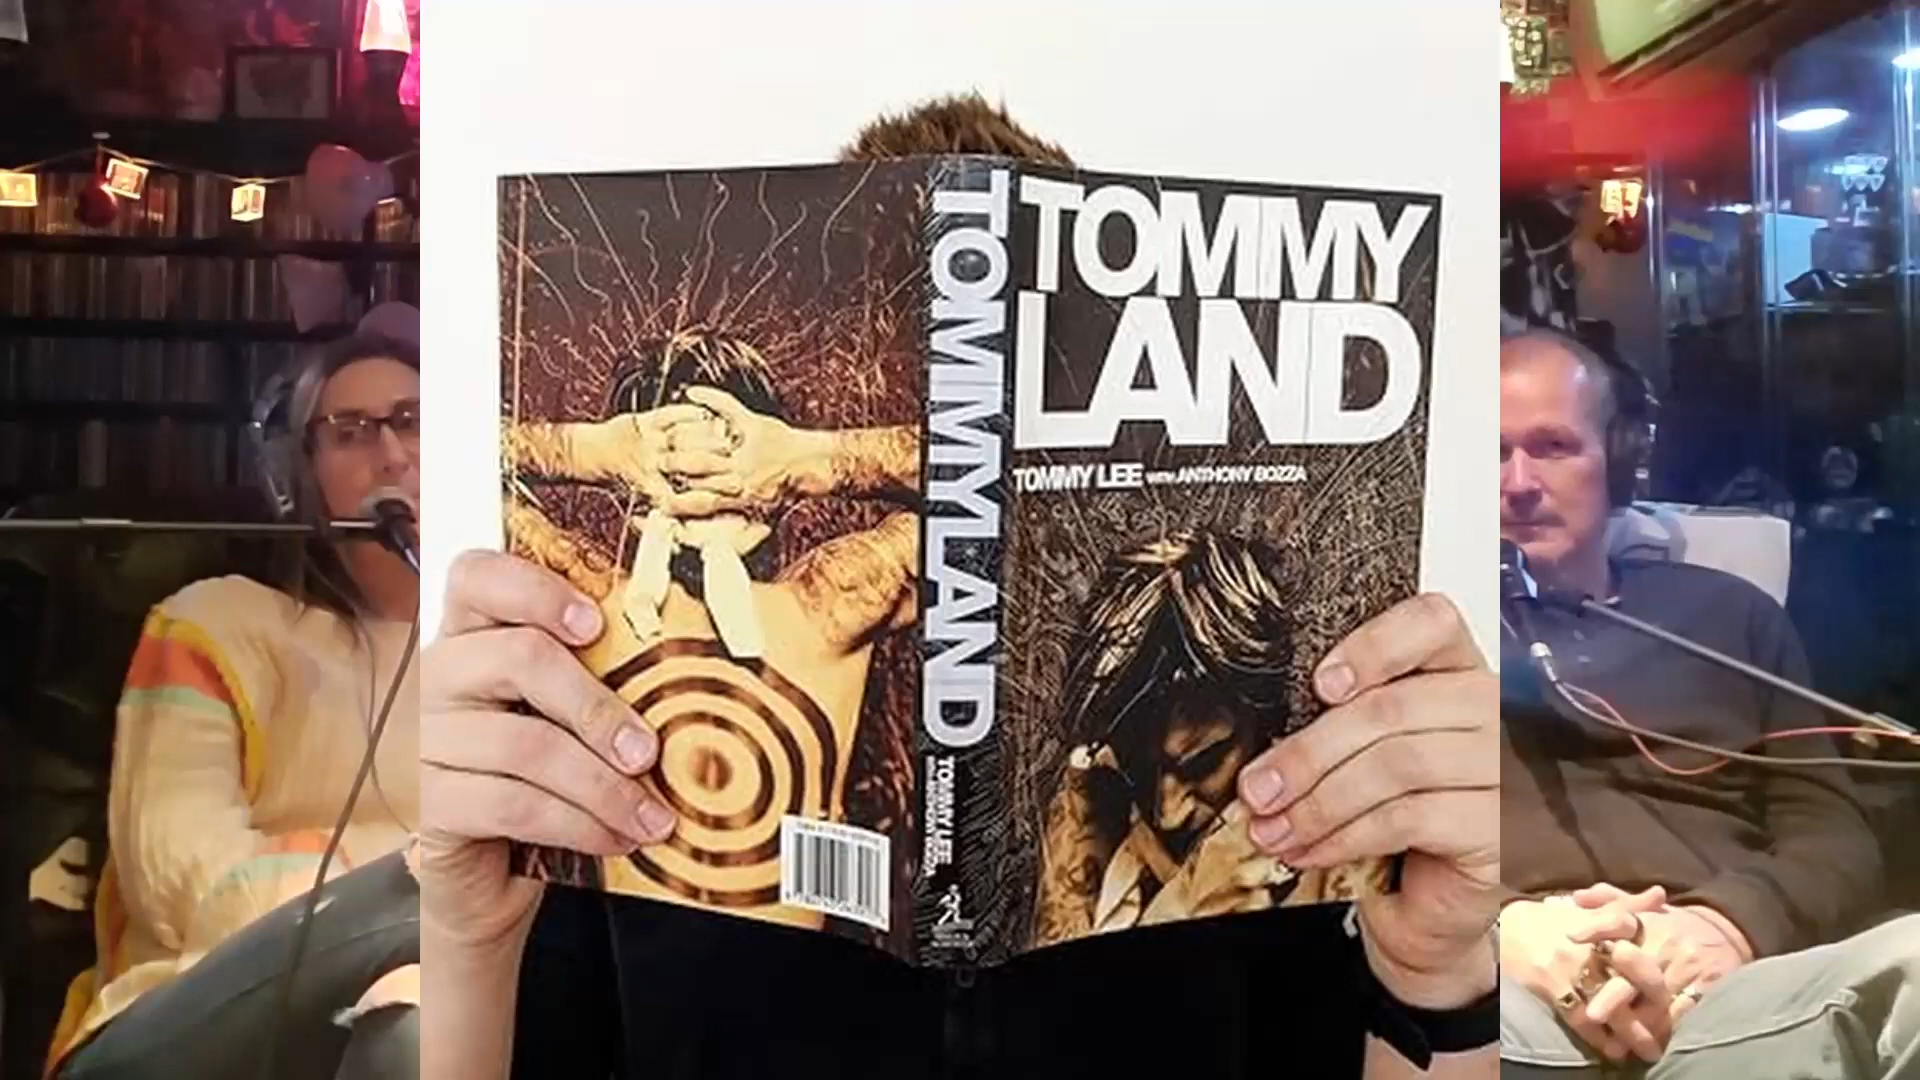 TOMMYLAND
TOMMY LEE
TOMMY
LAND
TOMMY LEE WITH ANTHONY BOZZA